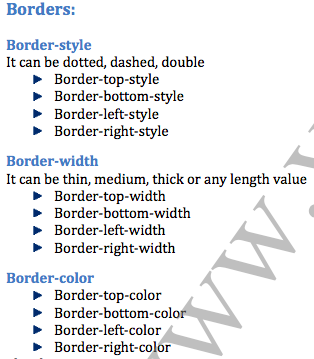 Borders:
Border-style
It can be dotted, dashed, double
Border-top-style
Border-bottom-style
Border-left-style
Border-right-style
Border-width
It can be thin, medium, thick or any length value
Border-top-width
Border-bottom-width
Border-left-width
Border-right-width
Border-color
Border-top-color
Border-bottom-color
Border-left-color
Border-right-color
www.